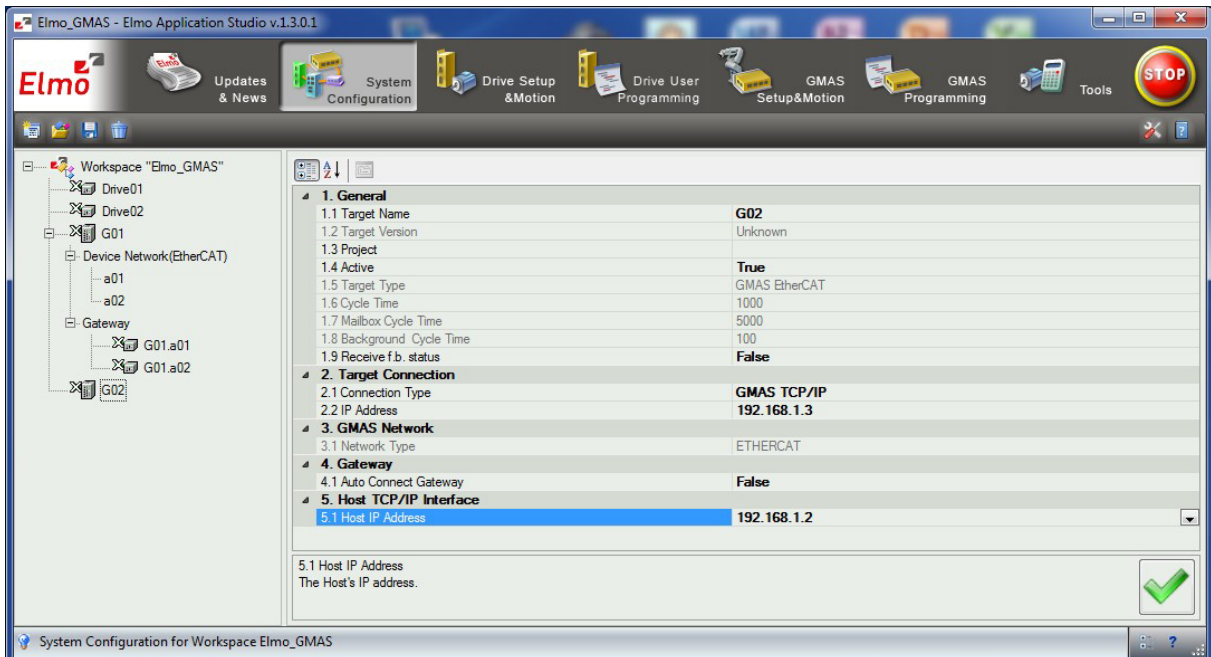 Elmo_GMAS - Elmo Application Studio v.1.3.0.1
Elmo
Elmo
Updates
& News
System
Configuration
Drive Setup
&Motion
Drive User
Programming
GMAS
Setup&Motion
GMAS
Programming
Tools
STOP
Workspace "Elmo_GMAS"
Drive01
Drive02
G01
Device Network(EtherCAT)
a01
a02
Gateway
G01.a01
G01.a02
G02
1. General
1.1 Target Name G02
1.2 Target Version Unknown
1.3 Project
1.4 Active True
1.5 Target Type GMAS EtherCAT
1.6 Cycle Time 1000
1.7 Mailbox Cycle Time 5000
1.8 Background Cycle Time 100
1.9 Receive f.b. status False
2. Target Connection
2.1 Connection Type GMAS TCP/IP
2.2 IP Address 192.168.1.3
3. GMAS Network
3.1 Network Type ETHERCAT
4. Gateway
4.1 Auto Connect Gateway False
5. Host TCP/IP Interface
5.1 Host IP Address 192.168.1.2
5.1 Host IP Address
The Host's IP address.
System Configuration for Workspace Elmo_GMAS